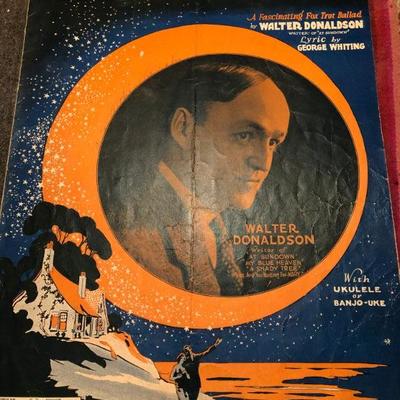 A Fascinating Fox Trot Ballad
by WALTER DONALDSON
WRITER OF "AT SUNDOWN"
Lyric by
GEORGE WHITING
WALTER
DONALDSON
Writer of
"AT SUNDOWN"
"MY BLUE HEAVEN"
"A SHADY TREE"
With
UKULELE
or
BANJO-UKE